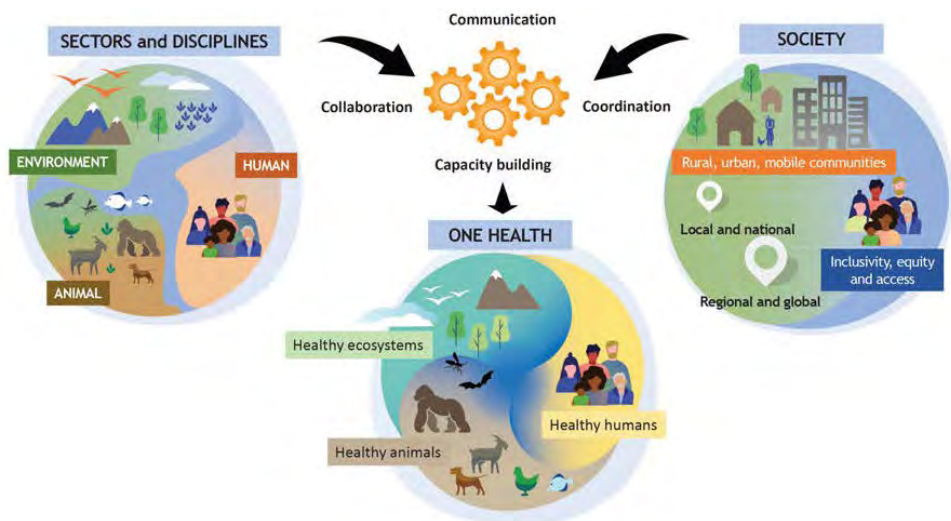 Communication
SECTORS and DISCIPLINES
SOCIETY
Collaboration
Coordination
ENVIRONMENT
HUMAN
Capacity building
Rural, urban, mobile communities
Local and national
ONE HEALTH
Inclusivity, equity
and access
ANIMAL
Regional and global
Healthy ecosystems
Healthy humans
Healthy animals